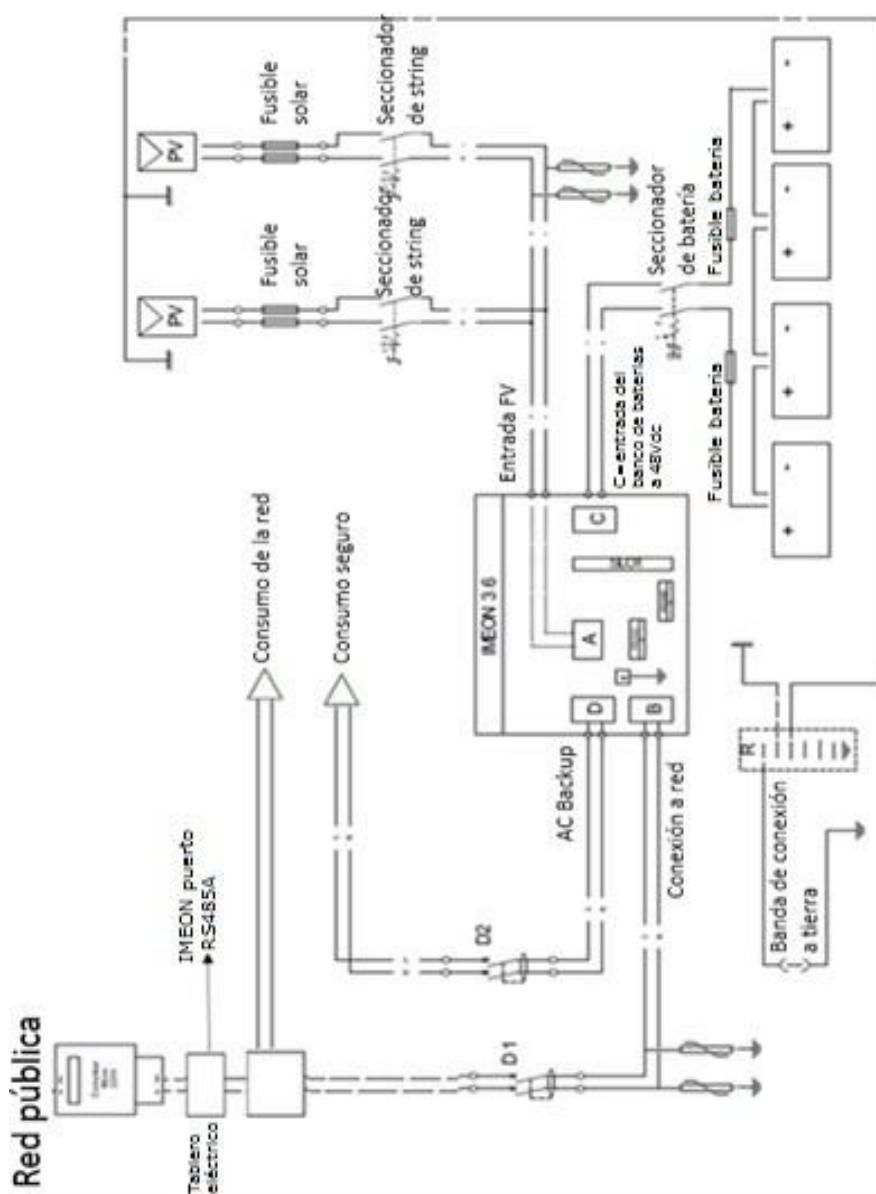 Red pública
Tablero
eléctrico
IMEON puerto
RS485A
Consumo de la red
Consumo seguro
D1
D2
AC Backup
Conexión a red
IMEON 3.6
A
B
C
D
Entrada FV
C=entrada del
banco de baterías
a 48Vdc
PV
Fusible
solar
Seccionador
de string
PV
Fusible
solar
Seccionador
de string
Seccionador
de batería
Fusible batería
Fusible batería
+ -
+ -
+ -
+ -
R
Banda de conexión
a tierra